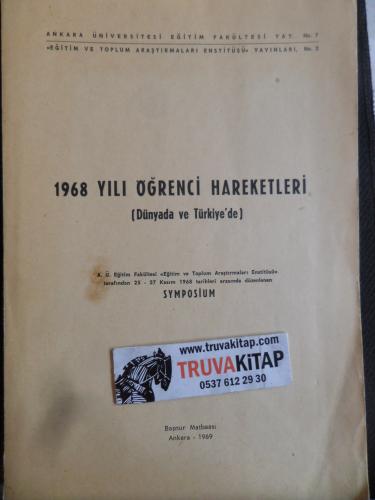 ANKARA ÜNİVERSİTESİ EĞİTİM FAKÜLTESİ YAY. No. 7
«EĞİTİM VE TOPLUM ARAŞTIRMALARI ENSTİTÜSÜ» YAYINLARI, No. 2
1968 YILI ÖĞRENCİ HAREKETLERİ
(Dünyada ve Türkiye'de)
A. Ü. Eğitim Fakültesi «Eğitim ve Toplum Araştırmaları Enstitüsü»
tarafından 25 - 27 Kasım 1968 tarihleri arasında düzenlenen
SYMPOSIUM
www.truvakitap.com
TRUVAKiTAP
0537 612 29 30
Başnur Matbaası
Ankara - 1969